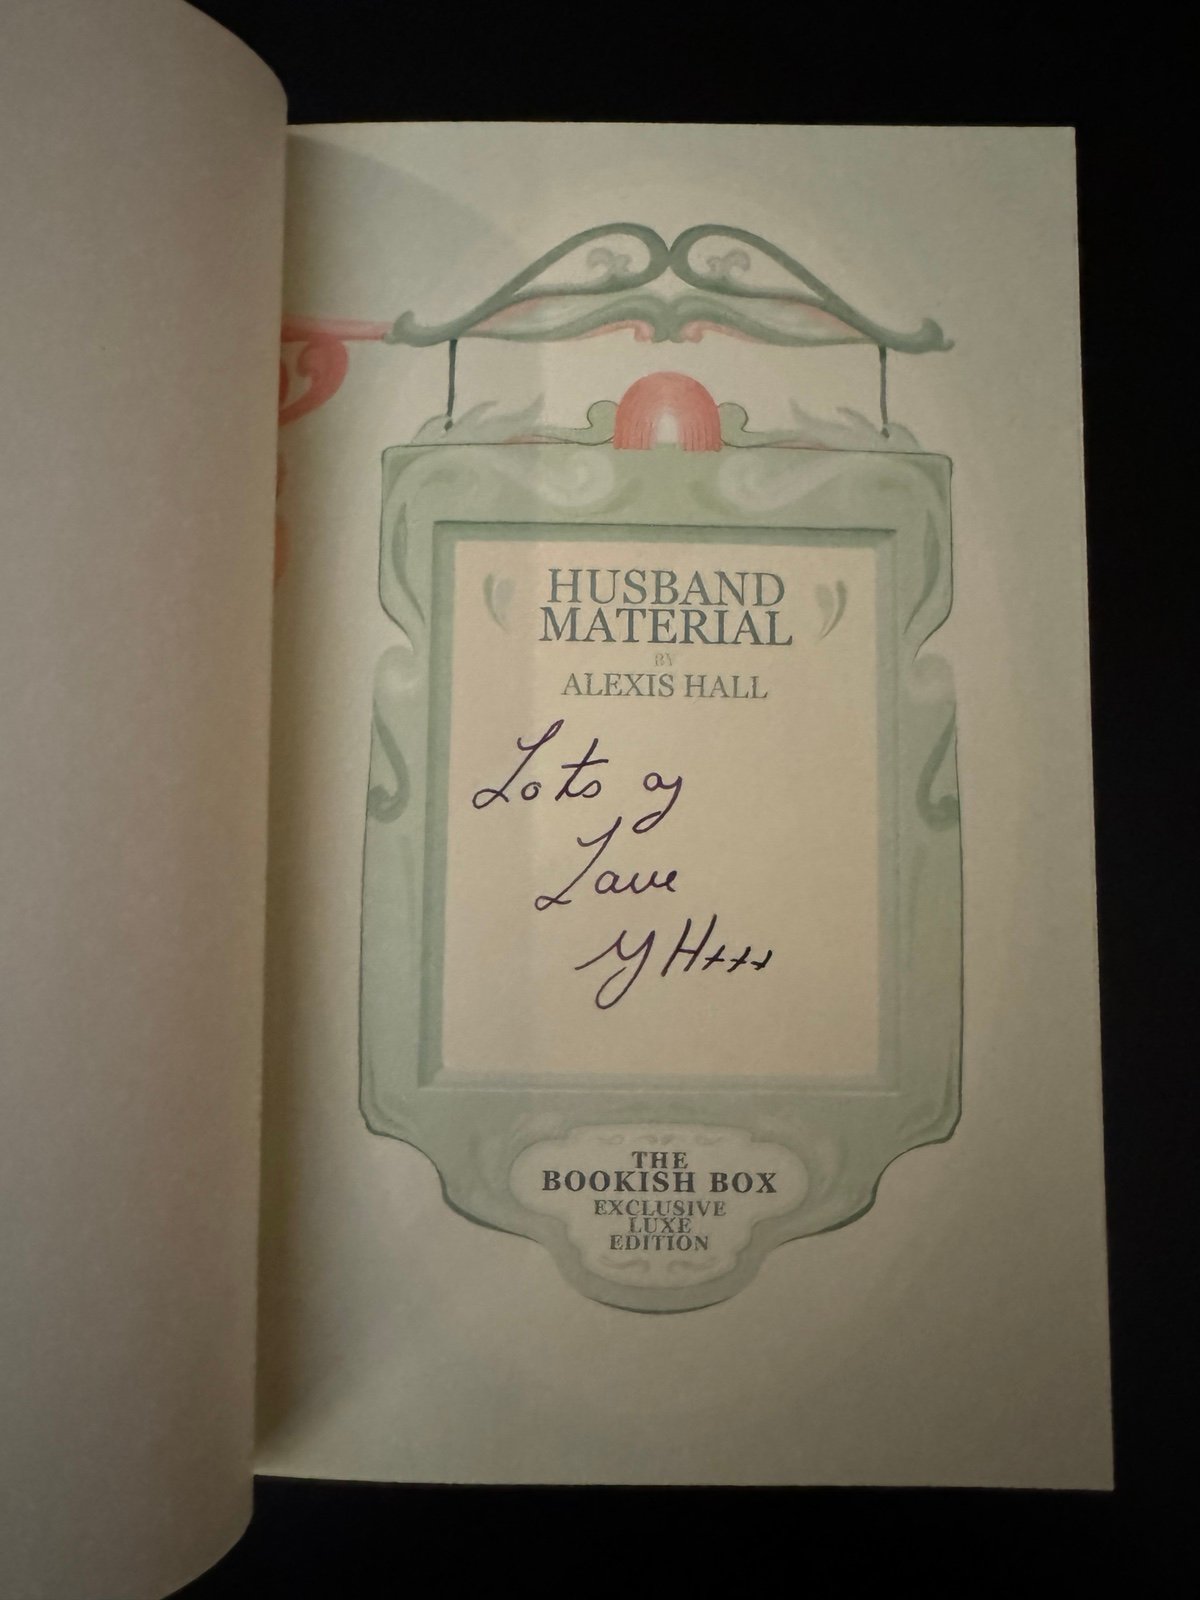 HUSBAND
MATERIAL
BY
ALEXIS HALL
Lots of
Love
H+++
THE
BOOKISH BOX
EXCLUSIVE
LUXE
EDITION